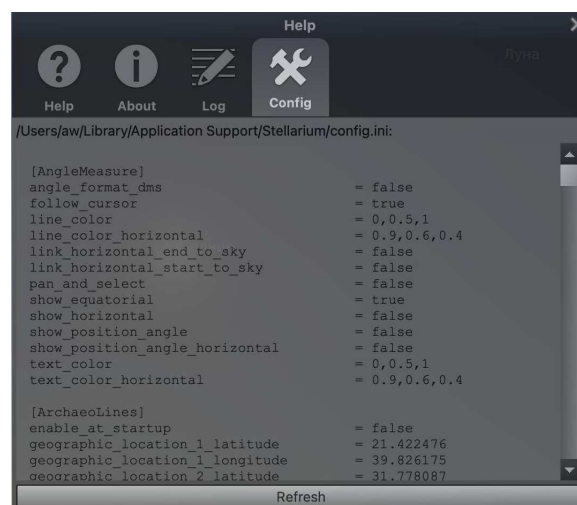 Help
Луна
Help About Log Config
/Users/aw/Library/Application Support/Stellarium/config.ini:
[AngleMeasure]
angle_format_dms = false
follow_cursor = true
line_color = 0,0.5,1
line_color_horizontal = 0.9,0.6,0.4
link_horizontal_end_to_sky = false
link_horizontal_start_to_sky = false
pan_and_select = false
show_equatorial = true
show_horizontal = false
show_position_angle = false
show_position_angle_horizontal = false
text_color = 0,0.5,1
text_color_horizontal = 0.9,0.6,0.4
[ArchaeoLines]
enable_at_startup = false
geographic_location_1_latitude = 21.422476
geographic_location_1_longitude = 39.826175
geographic_location_2_latitude = 31.778087
Refresh